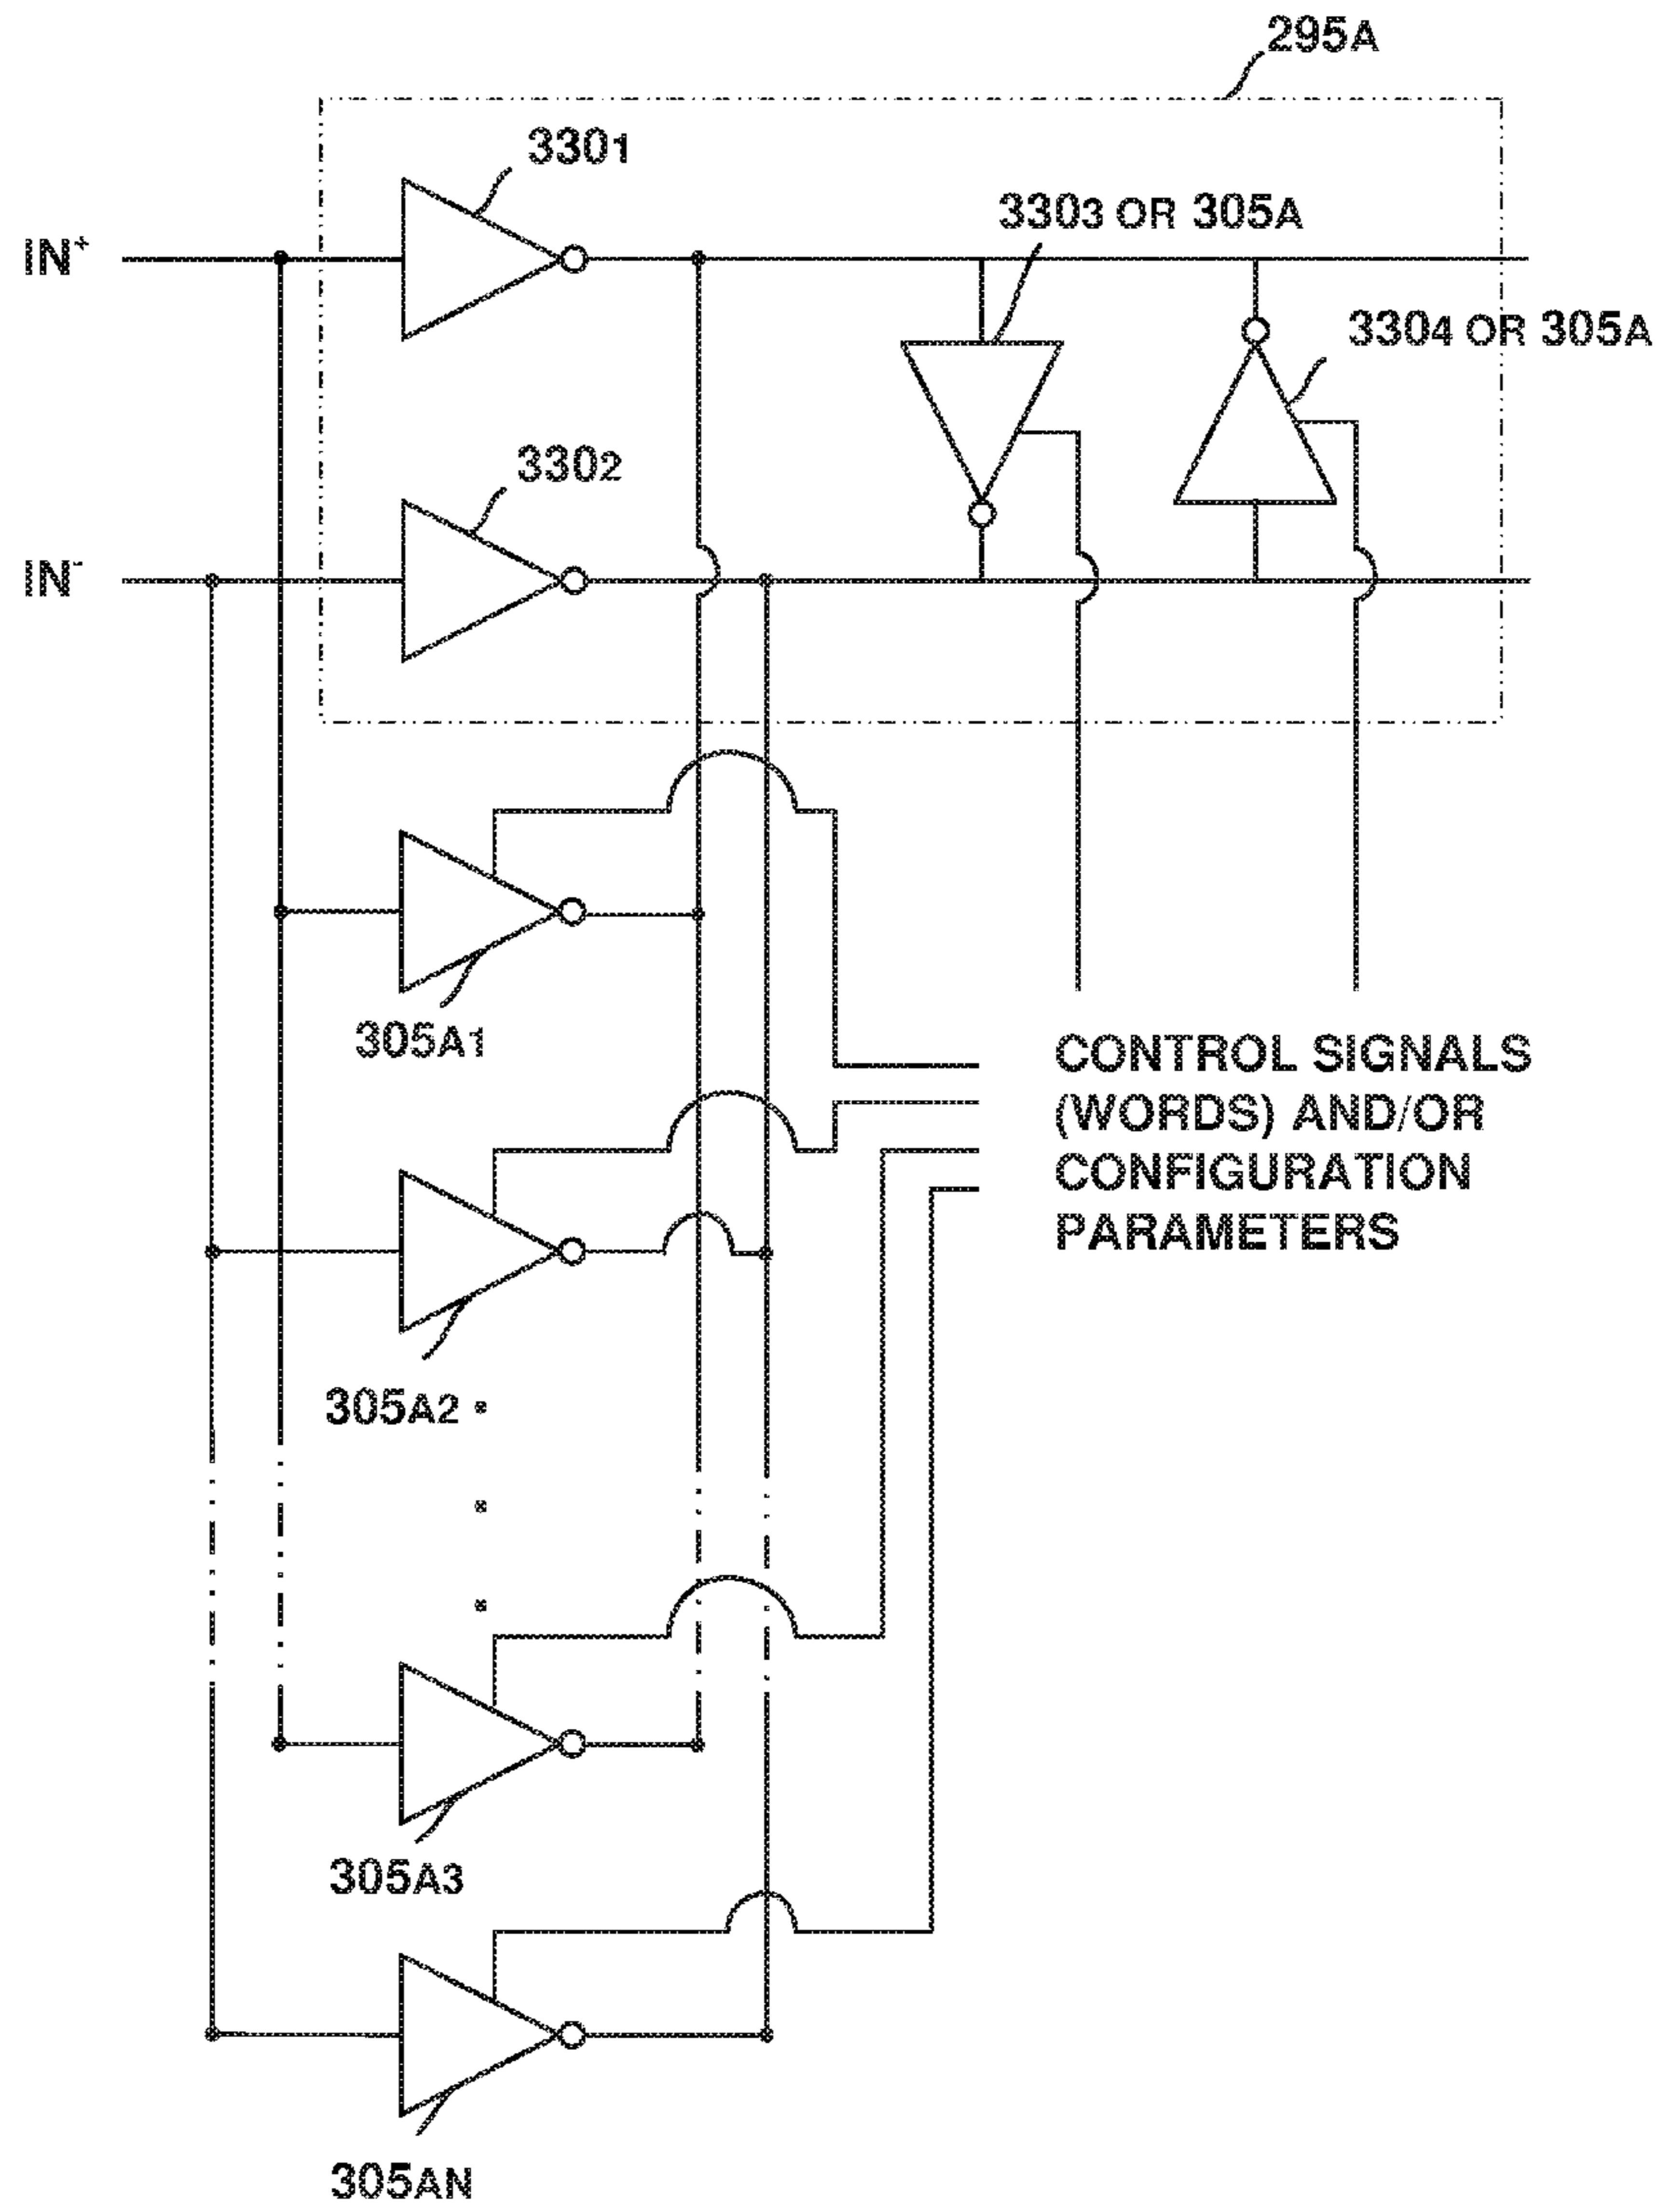 295A
3301
3303 OR 305A
IN+
3304 OR 305A
3302
IN-
305A1
CONTROL SIGNALS
(WORDS) AND/OR
CONFIGURATION
PARAMETERS
305A2
305A3
305AN